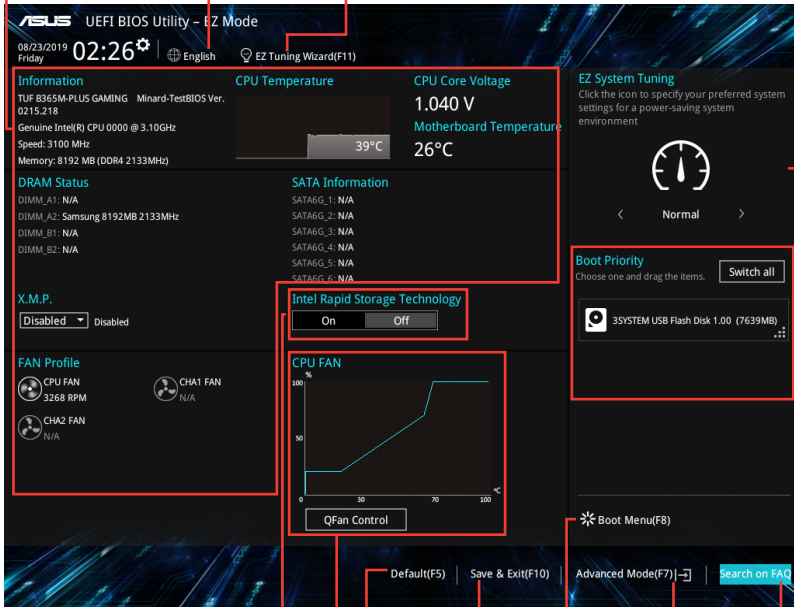 ASUS UEFI BIOS Utility – EZ Mode
08/23/2019
Friday
02:26
English
EZ Tuning Wizard(F11)
Information
TUF B365M-PLUS GAMING Minard-TestBIOS Ver.
0215.218
Genuine Intel(R) CPU 0000 @ 3.10GHz
Speed: 3100 MHz
Memory: 8192 MB (DDR4 2133MHz)
CPU Temperature
39°C
CPU Core Voltage
1.040 V
Motherboard Temperature
26°C
EZ System Tuning
Click the icon to specify your preferred system
settings for a power-saving system
environment
Normal
DRAM Status
DIMM_A1: N/A
DIMM_A2: Samsung 8192MB 2133MHz
DIMM_B1: N/A
DIMM_B2: N/A
SATA Information
SATA6G_1: N/A
SATA6G_2: N/A
SATA6G_3: N/A
SATA6G_4: N/A
SATA6G_5: N/A
SATA6G_6: N/A
Boot Priority
Choose one and drag the items.
Switch all
3SYSTEM USB Flash Disk 1.00 (7639MB)
X.M.P.
Disabled
Disabled
Intel Rapid Storage Technology
On Off
FAN Profile
CPU FAN
3268 RPM
CHA1 FAN
N/A
CHA2 FAN
N/A
CPU FAN
%
100
50
0 30 70 100
°C
QFan Control
Boot Menu(F8)
Default(F5)
Save & Exit(F10)
Advanced Mode(F7)
Search on FAQ